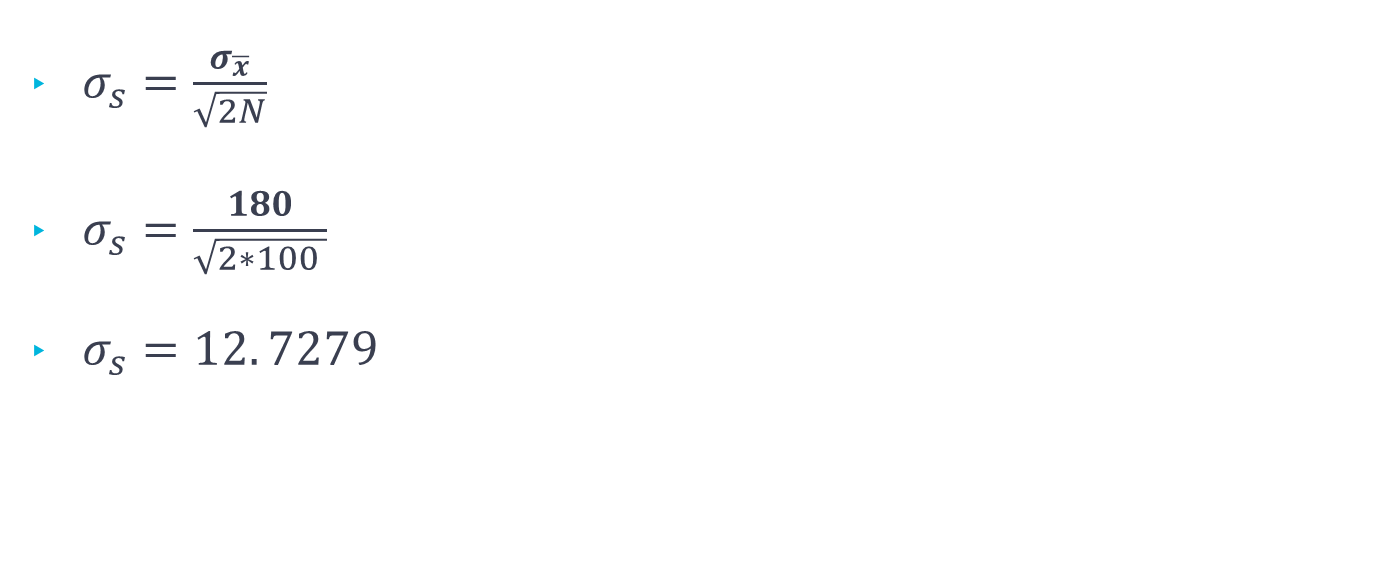 ▸ σ_S = σ_x̅ / √(2N)
▸ σ_S = 180 / √(2*100)
▸ σ_S = 12.7279